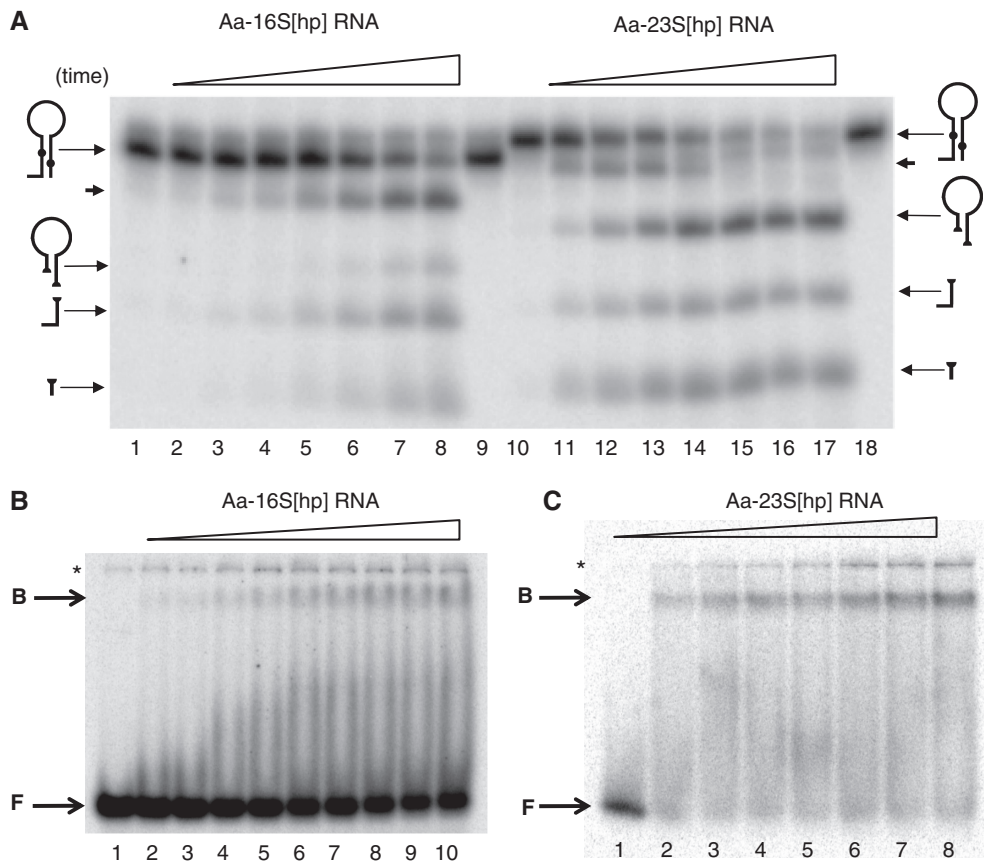 A
Aa-16S[hp] RNA
Aa-23S[hp] RNA
(time)
1 2 3 4 5 6 7 8 9 10 11 12 13 14 15 16 17 18
B
Aa-16S[hp] RNA
*
B
F
1 2 3 4 5 6 7 8 9 10
C
Aa-23S[hp] RNA
*
B
F
1 2 3 4 5 6 7 8